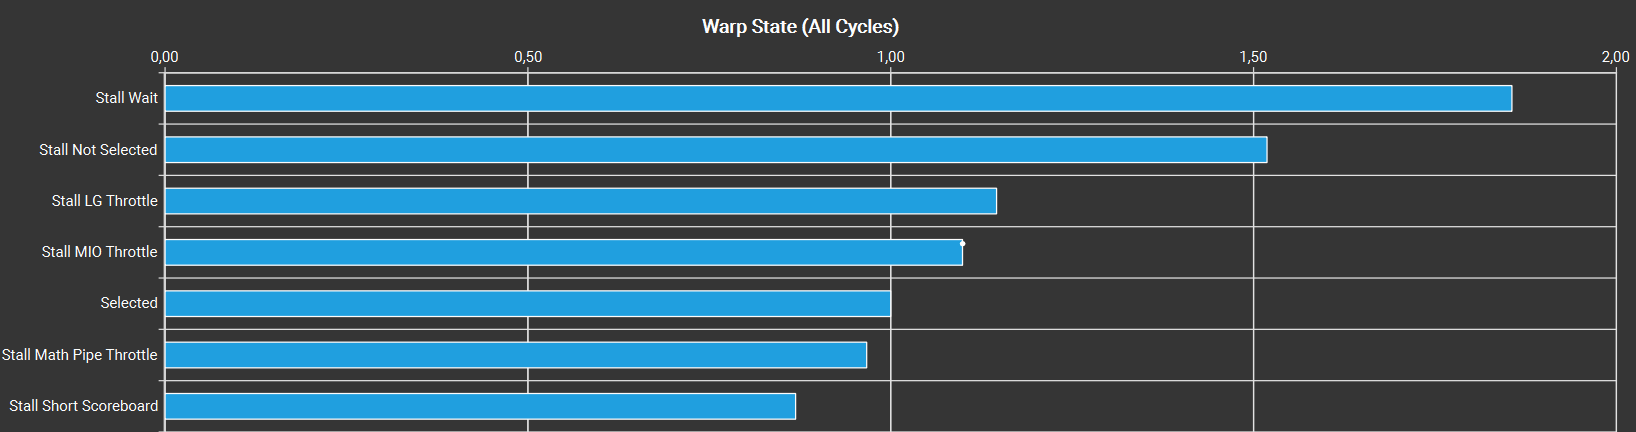 Warp State (All Cycles)
0,00 0,50 1,00 1,50 2,00
Stall Wait
Stall Not Selected
Stall LG Throttle
Stall MIO Throttle
Selected
Stall Math Pipe Throttle
Stall Short Scoreboard